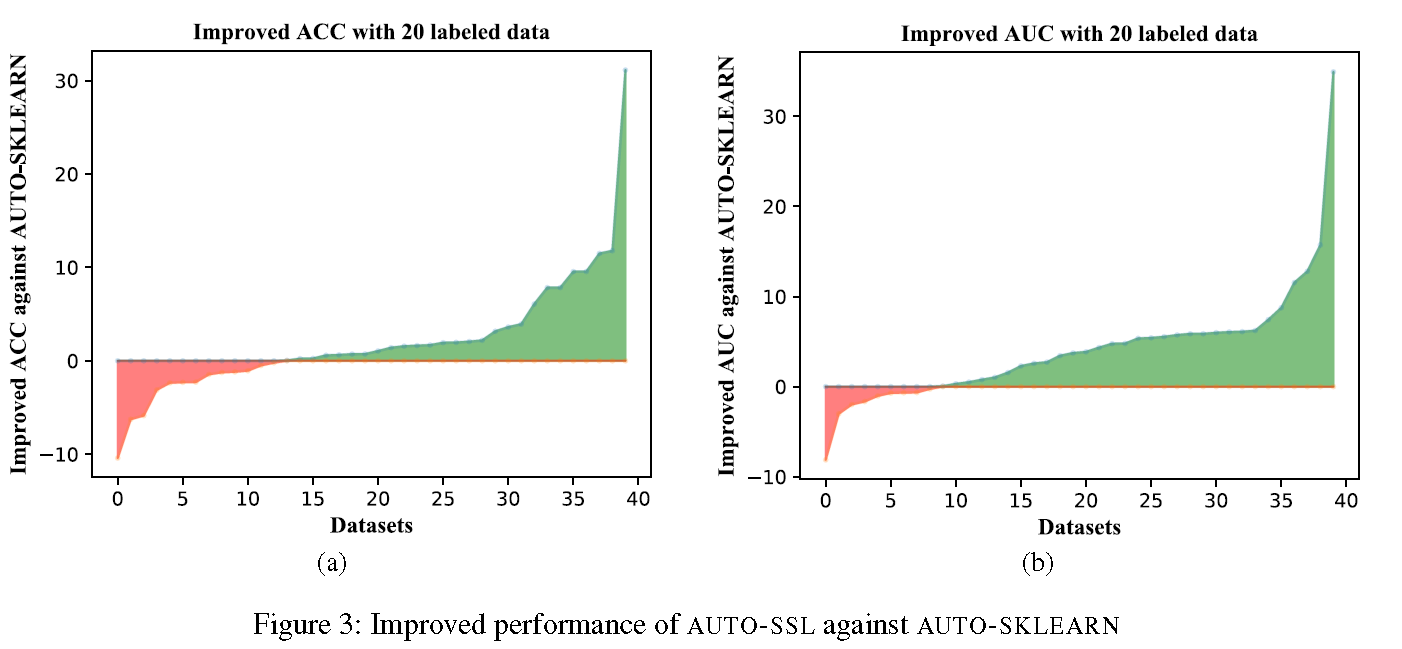 Improved ACC with 20 labeled data
Improved ACC against AUTO-SKLEARN
30
20
10
0
−10
0 5 10 15 20 25 30 35 40
Datasets
(a)
Improved AUC with 20 labeled data
Improved AUC against AUTO-SKLEARN
30
20
10
0
−10
0 5 10 15 20 25 30 35 40
Datasets
(b)
Figure 3: Improved performance of AUTO-SSL against AUTO-SKLEARN